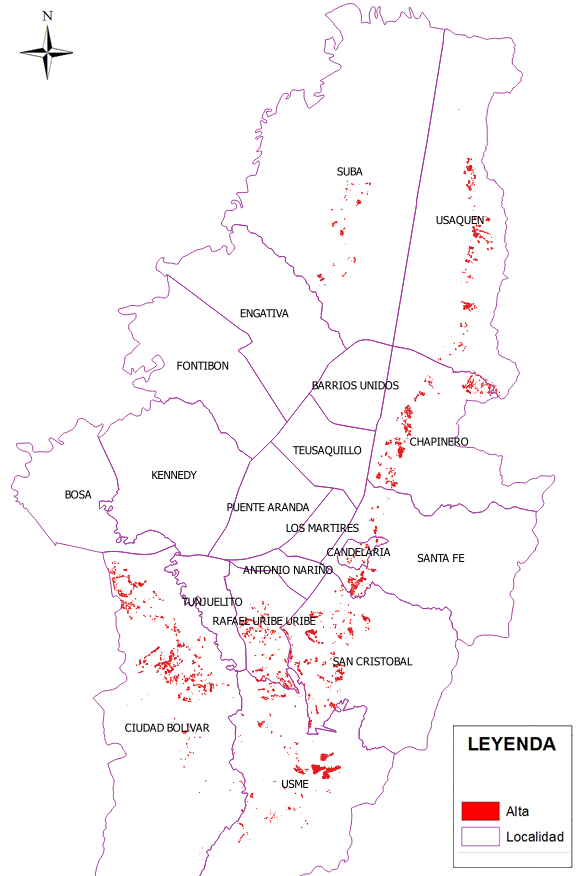 N
SUBA
USAQUEN
ENGATIVA
FONTIBON
BARRIOS UNIDOS
CHAPINERO
TEUSAQUILLO
KENNEDY
BOSA
PUENTE ARANDA
LOS MARTIRES
CANDELARIA
SANTA FE
ANTONIO NARIÑO
TUNJUELITO
RAFAEL URIBE URIBE
SAN CRISTOBAL
CIUDAD BOLIVAR
USME
LEYENDA
Alta
Localidad